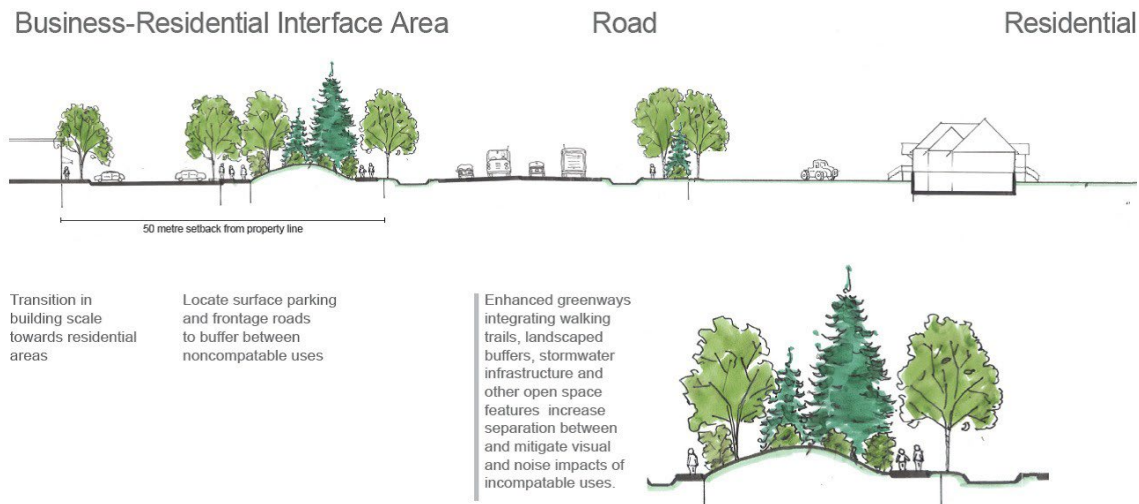 Business-Residential Interface Area
Road
Residential
50 metre setback from property line
Transition in
building scale
towards residential
areas
Locate surface parking
and frontage roads
to buffer between
noncompatable uses
Enhanced greenways
integrating walking
trails, landscaped
buffers, stormwater
infrastructure and
other open space
features increase
separation between
and mitigate visual
and noise impacts of
incompatable uses.